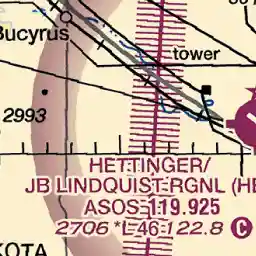 Bucyrus
tower
2993
HETTINGER/
JB LINDQUIST RGNL (HE
ASOS 119.925
2706 *L 46 122.8 C
KOTA